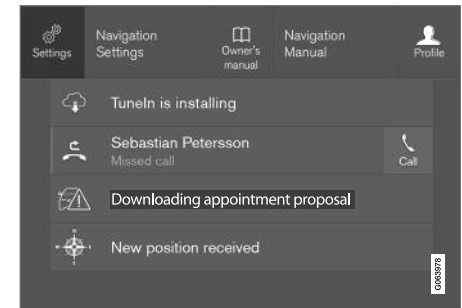 Settings
Navigation
Settings
Owner's
manual
Navigation
Manual
Profile
TuneIn is installing
Sebastian Petersson
Missed call
Call
Downloading appointment proposal
New position received
G063978